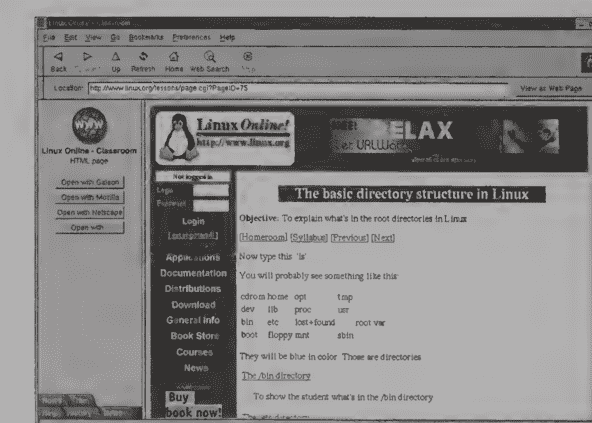 File Edit View Go Bookmarks Preferences Help
Back Up Refresh Home Web Search
Location: http://www.linux.org/lessons/page.cgi?PageID=75 View as Web Page
Linux Online - Classroom
HTML page
Open with Galeon
Open with Mozilla
Open with Netscape
Open with
Linux Online!
http://www.linux.org
Not logged in
Login
Password
Login
Applications
Documentation
Distributions
Download
General Info
Book Store
Courses
News
Buy
book now!
ELAX
The basic directory structure in Linux
Objective: To explain what's in the root directories in Linux
[Homeroom] [Syllabus] [Previous] [Next]
Now type this 'ls'
You will probably see something like this
cdrom home opt tmp
dev lib proc usr
bin etc lost+found root var
boot floppy mnt sbin
They will be blue in color Those are directories
The /bin directory
To show the student what's in the /bin directory